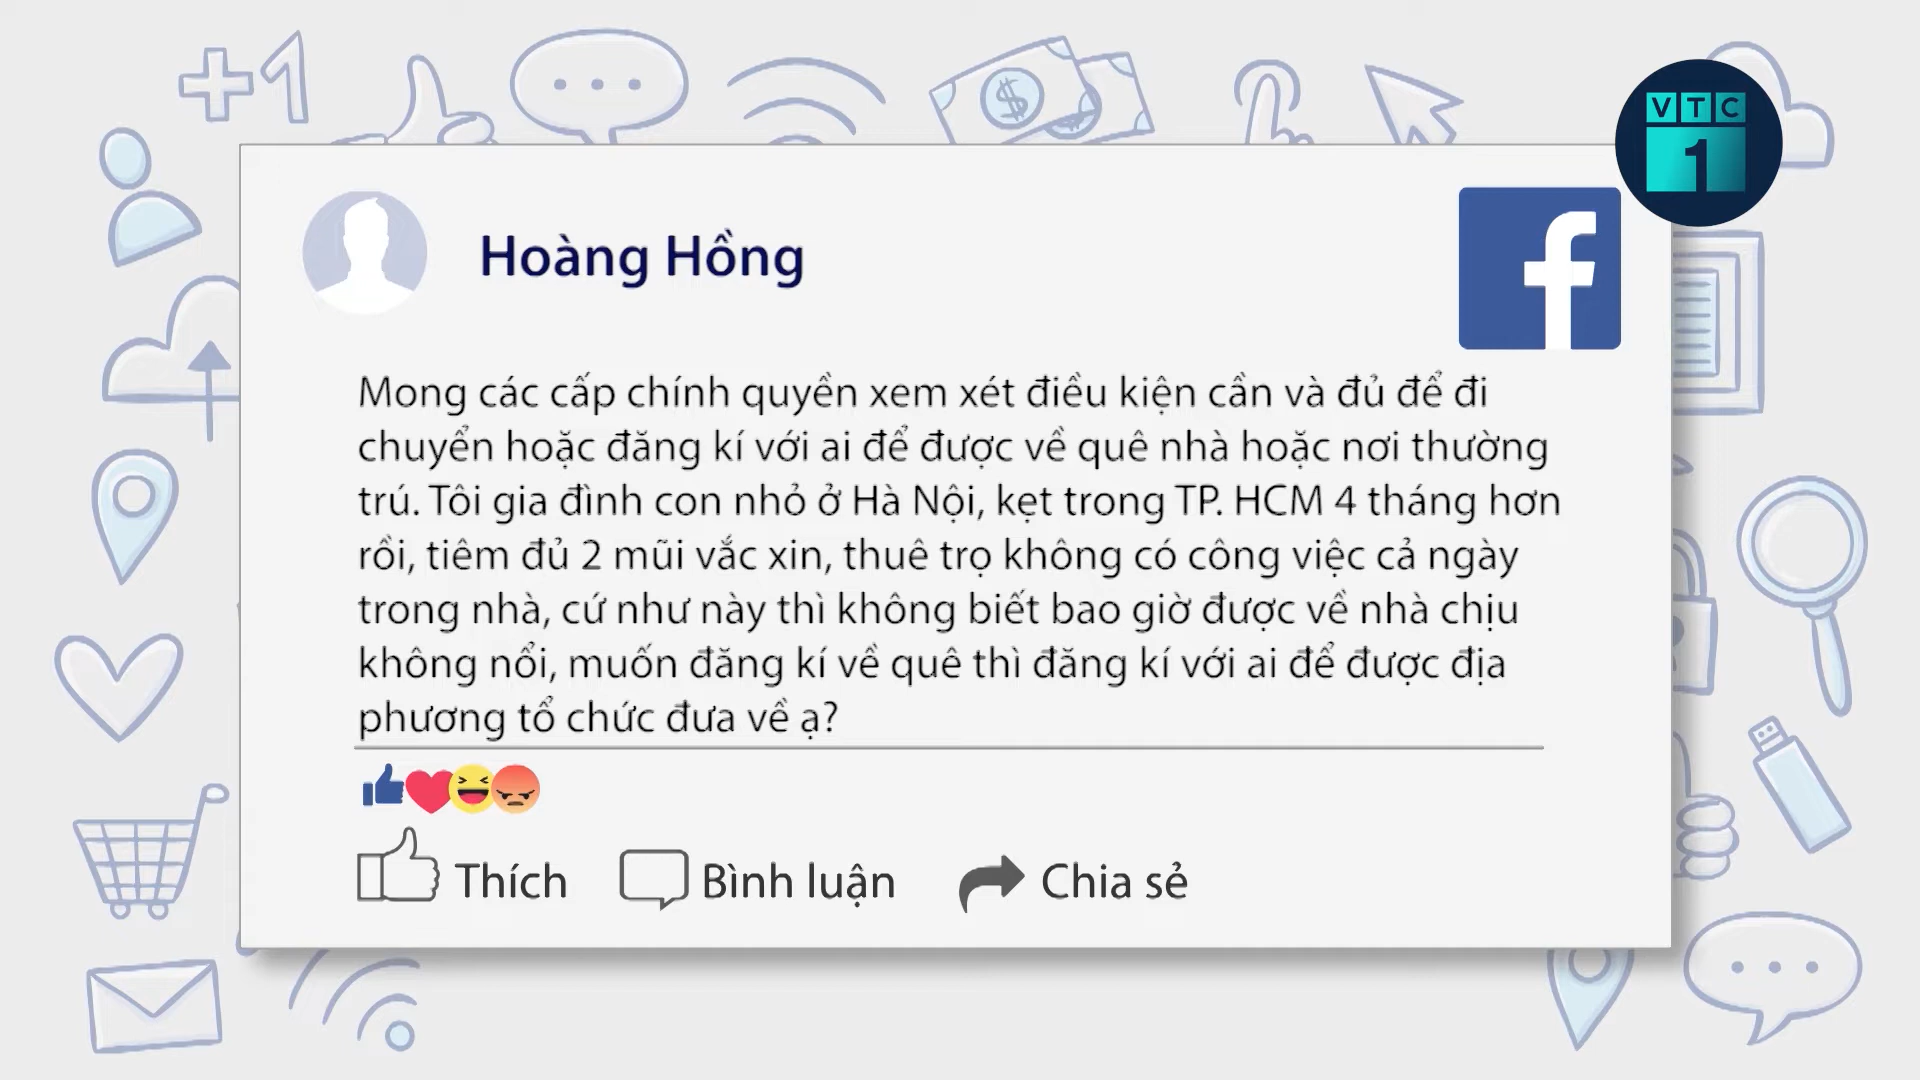 +1
VTC
1
Hoàng Hồng
f
Mong các cấp chính quyền xem xét điều kiện cần và đủ để đi
chuyển hoặc đăng kí với ai để được về quê nhà hoặc nơi thường
trú. Tôi gia đình con nhỏ ở Hà Nội, kẹt trong TP. HCM 4 tháng hơn
rồi, tiêm đủ 2 mũi vắc xin, thuê trọ không có công việc cả ngày
trong nhà, cứ như này thì không biết bao giờ được về nhà chịu
không nổi, muốn đăng kí về quê thì đăng kí với ai để được địa
phương tổ chức đưa về ạ?
Thích Bình luận Chia sẻ